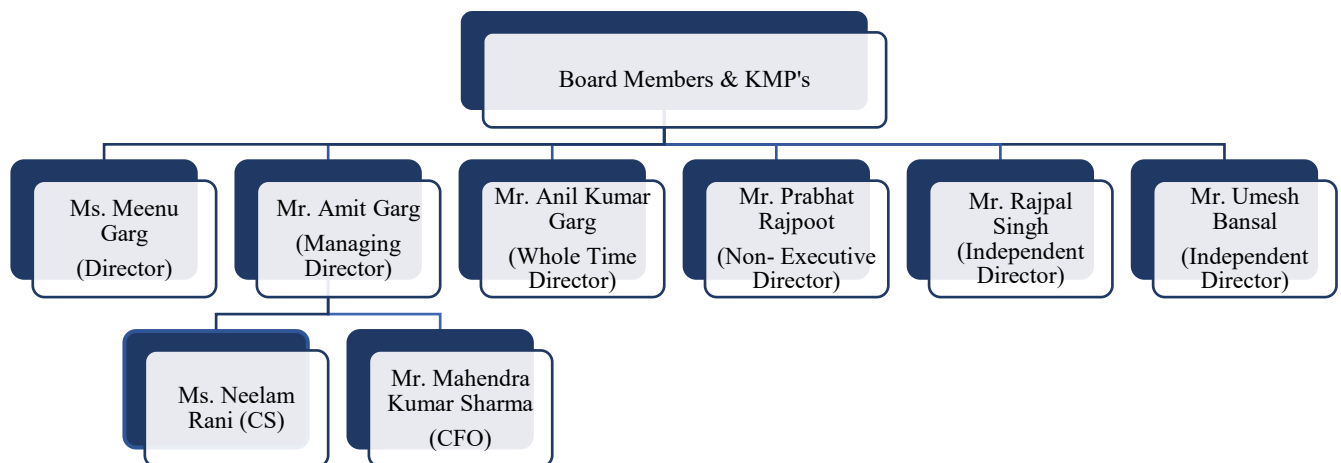 Board Members & KMP's
Ms. Meenu
Garg
(Director)
Mr. Amit Garg
(Managing
Director)
Mr. Anil Kumar
Garg
(Whole Time
Director)
Mr. Prabhat
Rajpoot
(Non- Executive
Director)
Mr. Rajpal
Singh
(Independent
Director)
Mr. Umesh
Bansal
(Independent
Director)
Ms. Neelam
Rani (CS)
Mr. Mahendra
Kumar Sharma
(CFO)